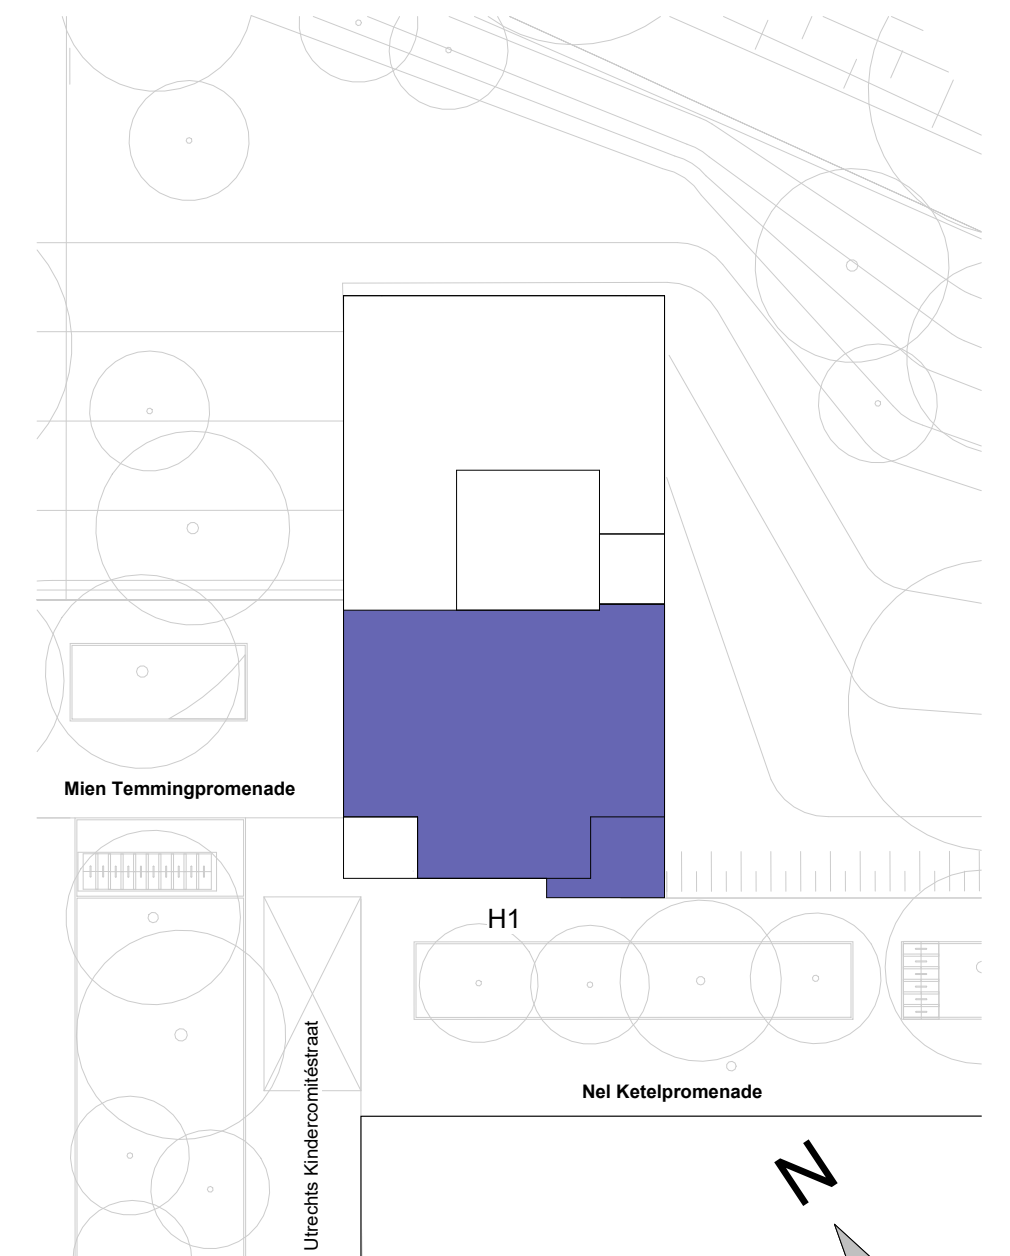 Mien Temmingpromenade
H1
Utrechts Kindercomitéstraat
Nel Ketelpromenade
N